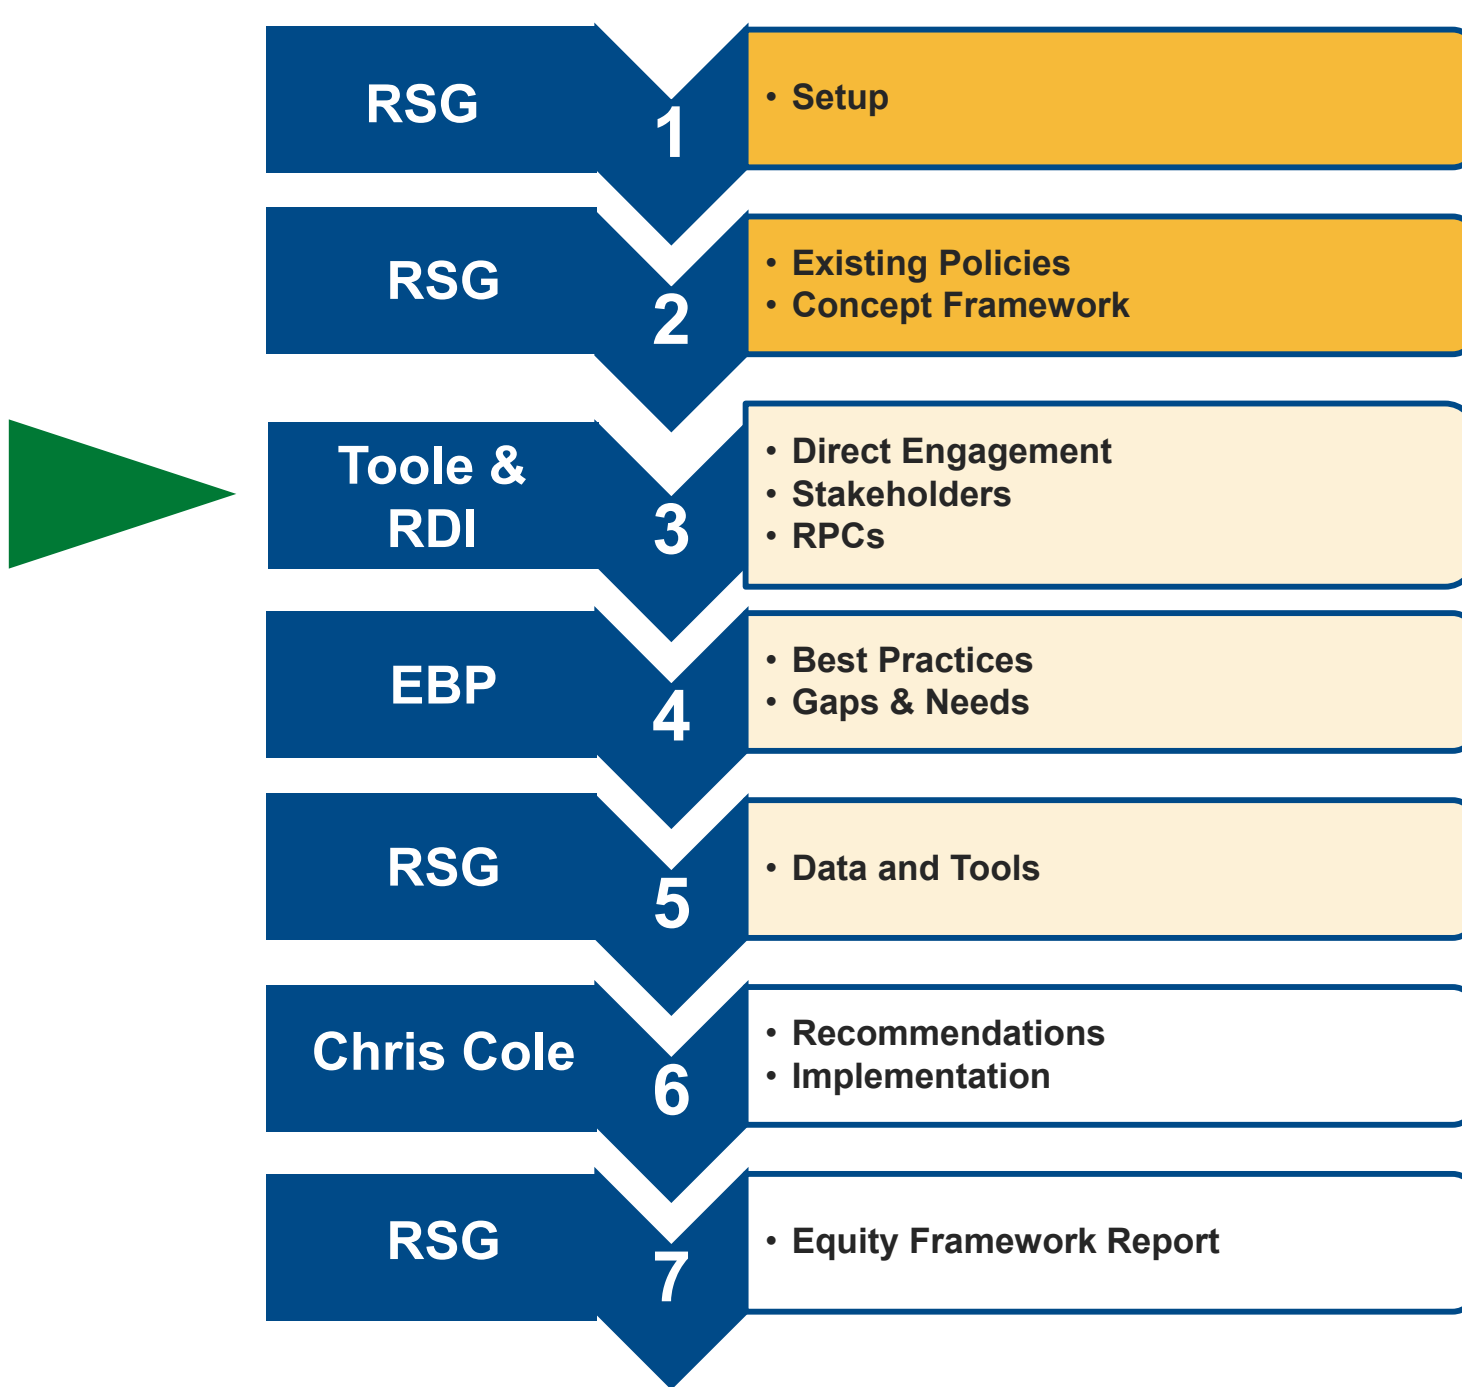 RSG
1
• Setup
RSG
2
• Existing Policies
• Concept Framework
Toole &
RDI
3
• Direct Engagement
• Stakeholders
• RPCs
EBP
4
• Best Practices
• Gaps & Needs
RSG
5
• Data and Tools
Chris Cole
6
• Recommendations
• Implementation
RSG
7
• Equity Framework Report